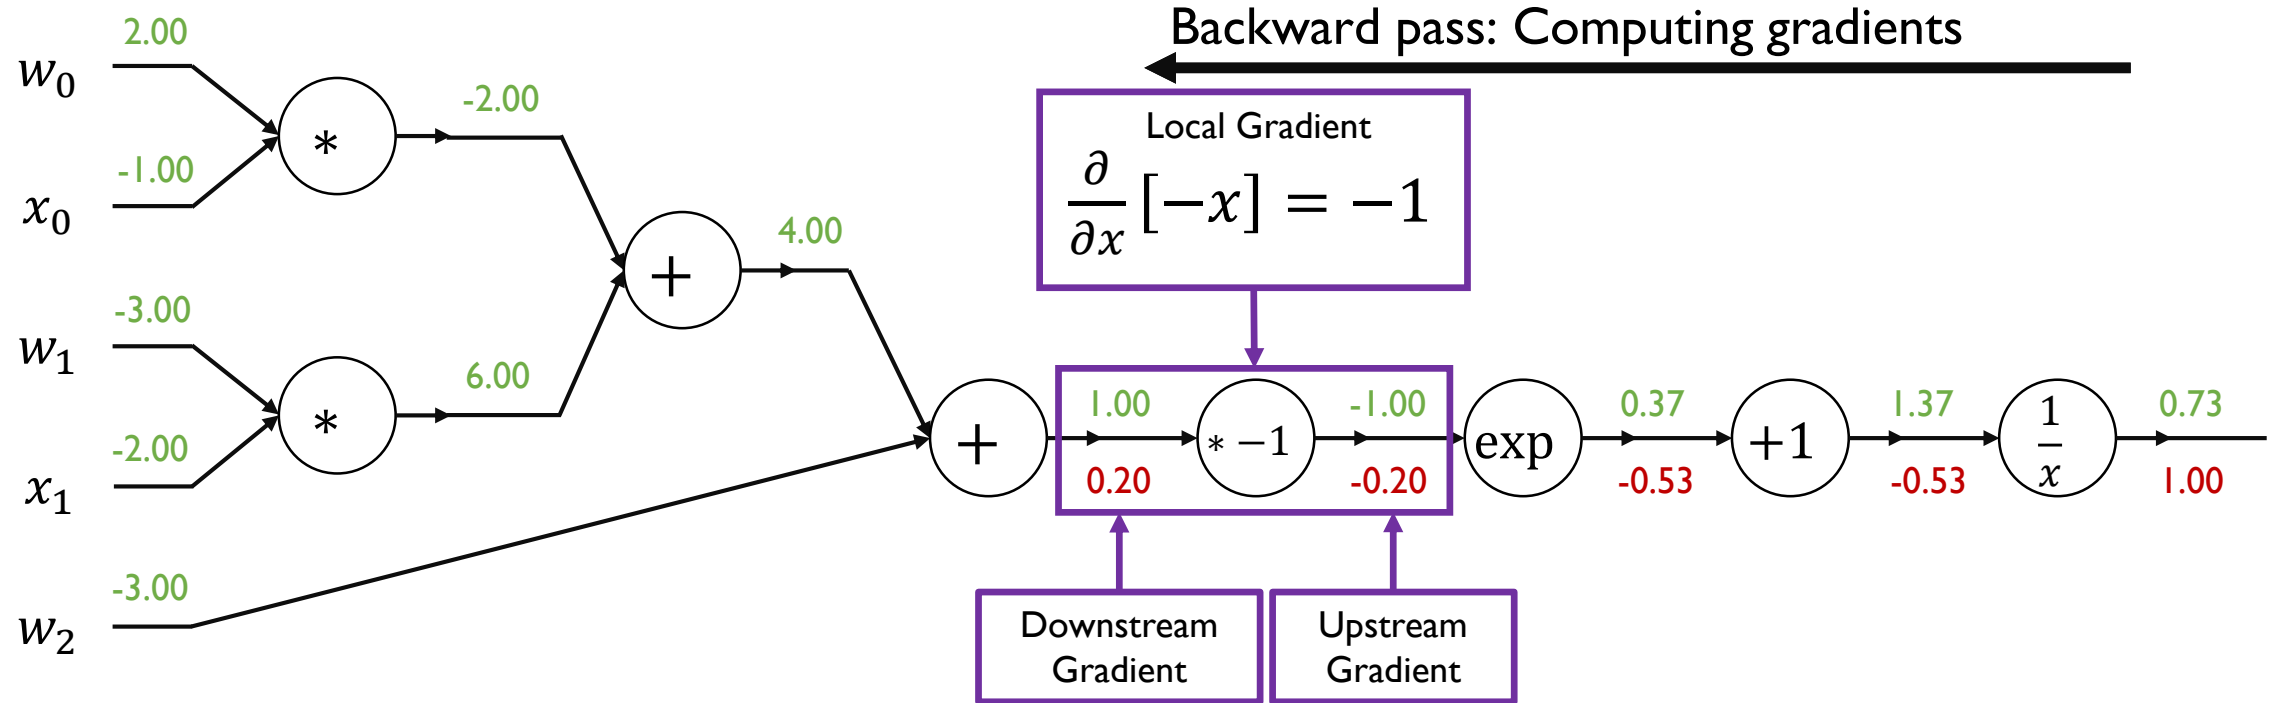 Backward pass: Computing gradients
2.00
w₀
-2.00
*
-1.00
x₀
Local Gradient
∂/∂x [−x] = −1
4.00
+
-3.00
w₁
6.00
*
-2.00
x₁
+
1.00
* −1
-1.00
exp
0.37
+1
1.37
1/x
0.73
0.20
-0.20
-0.53
-0.53
1.00
-3.00
w₂
Downstream
Gradient
Upstream
Gradient